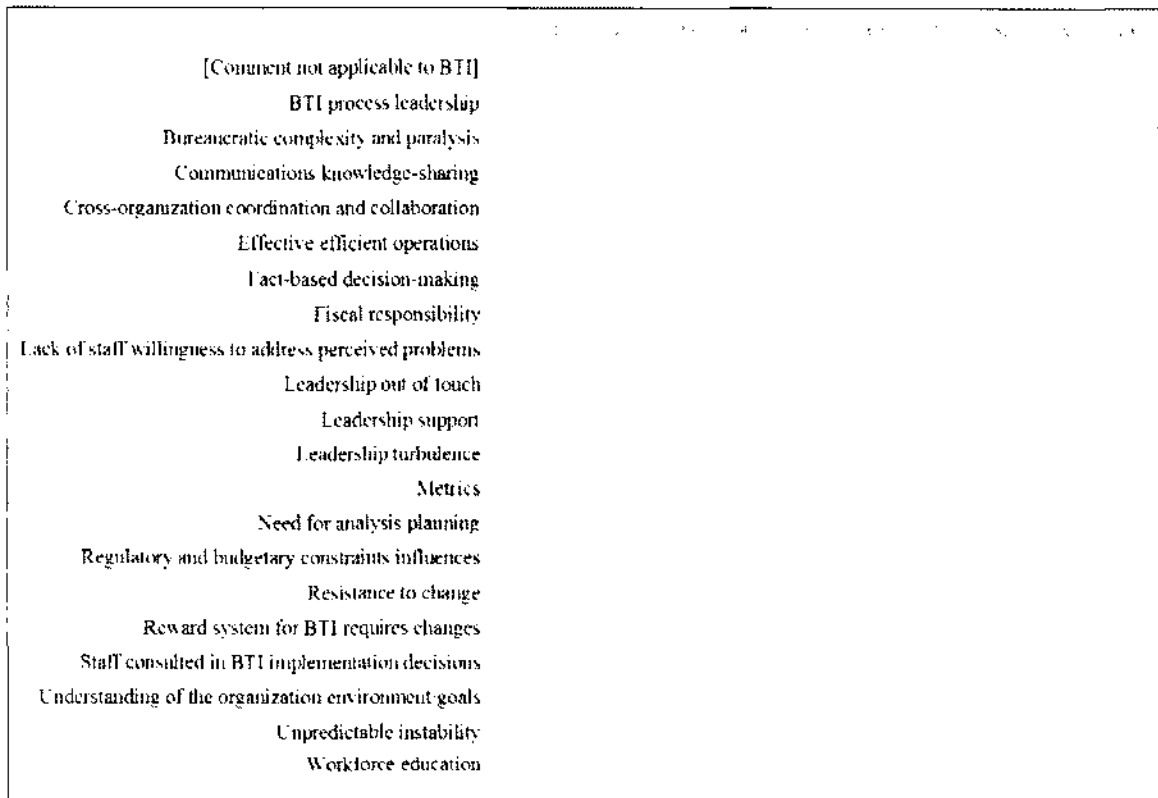 [Comment not applicable to BTI]
BTI process leadership
Bureaucratic complexity and paralysis
Communications knowledge-sharing
Cross-organization coordination and collaboration
Effective efficient operations
Fact-based decision-making
Fiscal responsibility
Lack of staff willingness to address perceived problems
Leadership out of touch
Leadership support
Leadership turbulence
Metrics
Need for analysis planning
Regulatory and budgetary constraints influences
Resistance to change
Reward system for BTI requires changes
Staff consulted in BTI implementation decisions
Understanding of the organization environment goals
Unpredictable instability
Workforce education